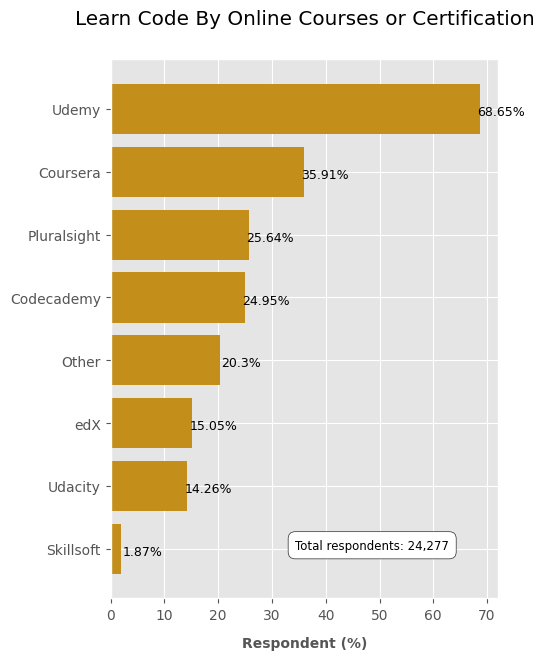 Learn Code By Online Courses or Certification
Udemy 68.65%
Coursera 35.91%
Pluralsight 25.64%
Codecademy 24.95%
Other 20.3%
edX 15.05%
Udacity 14.26%
Skillsoft 1.87% Total respondents: 24,277
0 10 20 30 40 50 60 70
Respondent (%)